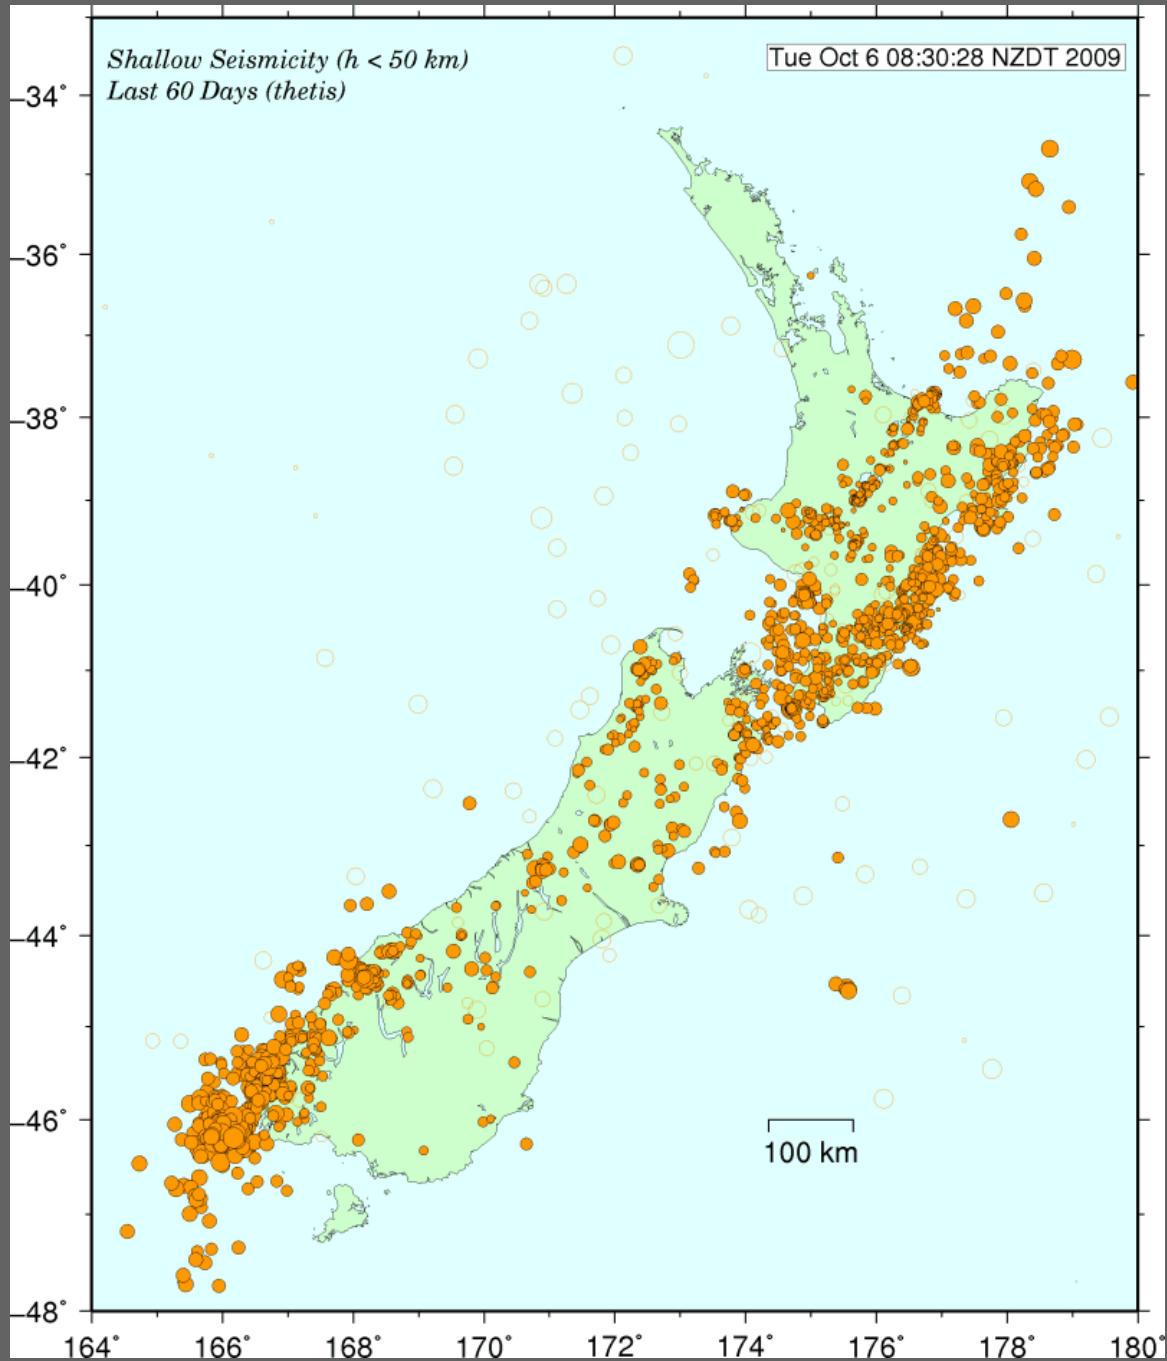 Shallow Seismicity (h < 50 km)
Tue Oct 6 08:30:28 NZDT 2009
Last 60 Days (thetis)
−34°
−36°
−38°
−40°
−42°
−44°
−46°
100 km
−48°
164° 166° 168° 170° 172° 174° 176° 178° 180°